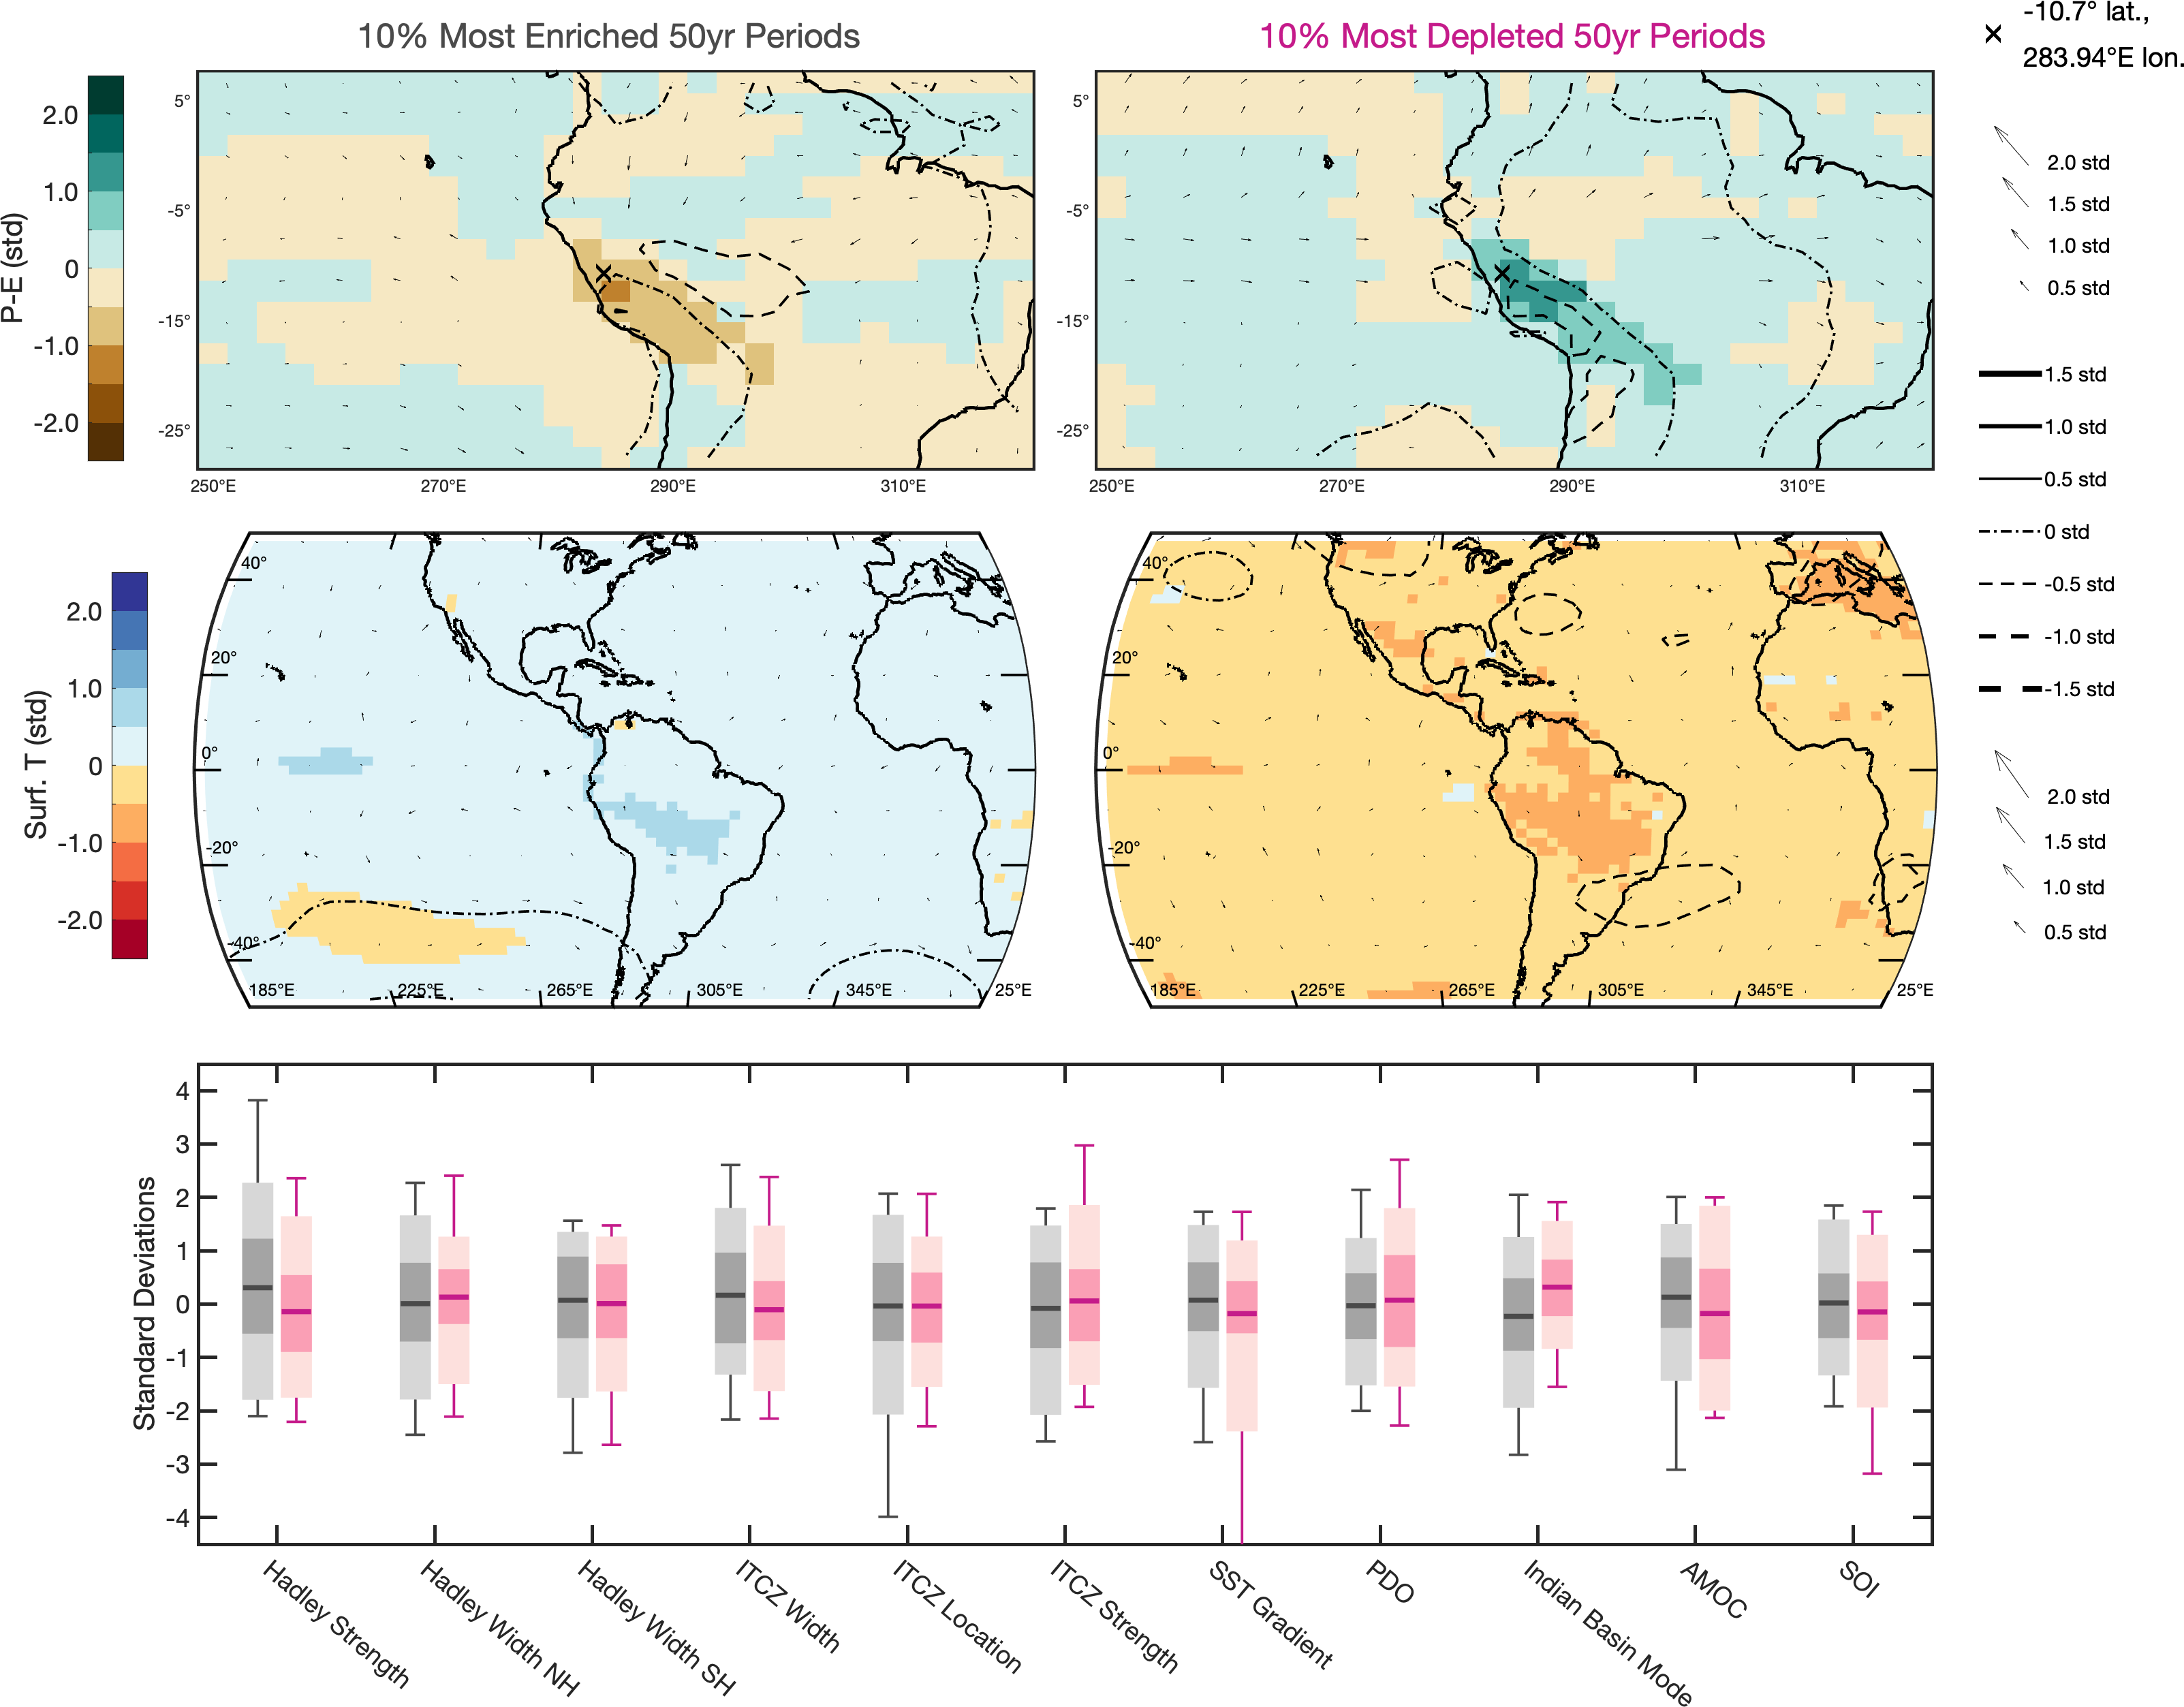 10% Most Enriched 50yr Periods
10% Most Depleted 50yr Periods
-10.7° lat.,
283.94°E lon.
P-E (std)
2.0
1.0
0
-1.0
-2.0
5°
-5°
-15°
-25°
250°E
270°E
290°E
310°E
5°
-5°
-15°
-25°
250°E
270°E
290°E
310°E
2.0 std
1.5 std
1.0 std
0.5 std
1.5 std
1.0 std
0.5 std
0 std
-0.5 std
-1.0 std
-1.5 std
Surf. T (std)
2.0
1.0
0
-1.0
-2.0
40°
20°
0°
-20°
-40°
185°E
225°E
265°E
305°E
345°E
25°E
40°
20°
0°
-20°
-40°
185°E
225°E
265°E
305°E
345°E
25°E
2.0 std
1.5 std
1.0 std
0.5 std
Standard Deviations
4
3
2
1
0
-1
-2
-3
-4
Hadley Strength
Hadley Width NH
Hadley Width SH
ITCZ Width
ITCZ Location
ITCZ Strength
SST Gradient
PDO
Indian Basin Mode
AMOC
SOI